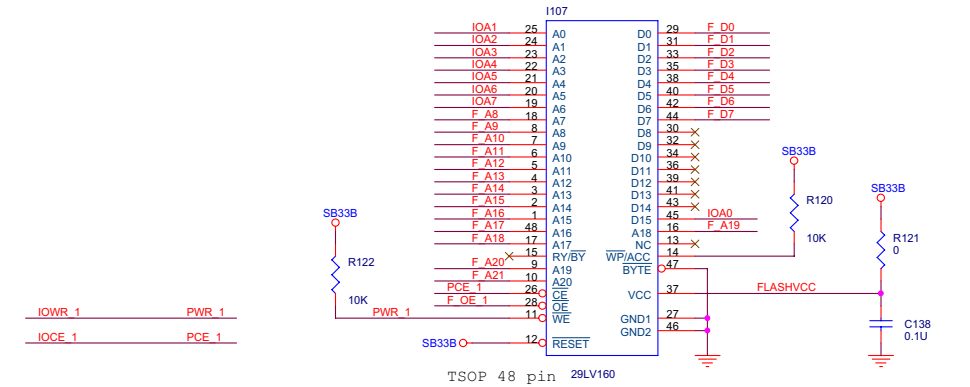 I107
IOA1 25 A0 D0 29 F_D0
IOA2 24 A1 D1 31 F_D1
IOA3 23 A2 D2 33 F_D2
IOA4 22 A3 D3 35 F_D3
IOA5 21 A4 D4 38 F_D4
IOA6 20 A5 D5 40 F_D5
IOA7 19 A6 D6 42 F_D6
F_A8 18 A7 D7 44 F_D7
F_A9 8 A8 D8 30
F_A10 7 A9 D9 32
F_A11 6 A10 D10 34
F_A12 5 A11 D11 36
F_A13 4 A12 D12 39
F_A14 3 A13 D13 41
F_A15 2 A14 D14 43
F_A16 1 A15 D15 45 IOA0
F_A17 48 A16 A18 16 F_A19
F_A18 17 A17 NC 13
15 RY/BY WP/ACC 14
F_A20 9 A19 BYTE 47
F_A21 10 A20
PCE_1 26 CE VCC 37 FLASHVCC
F_OE_1 28 OE
PWR_1 11 WE GND1 27
GND2 46
SB33B 12 RESET
SB33B
R122
10K
SB33B
R120
10K
SB33B
R121
0
C138
0.1U
IOWR_1 PWR_1
IOCE_1 PCE_1
TSOP 48 pin 29LV160